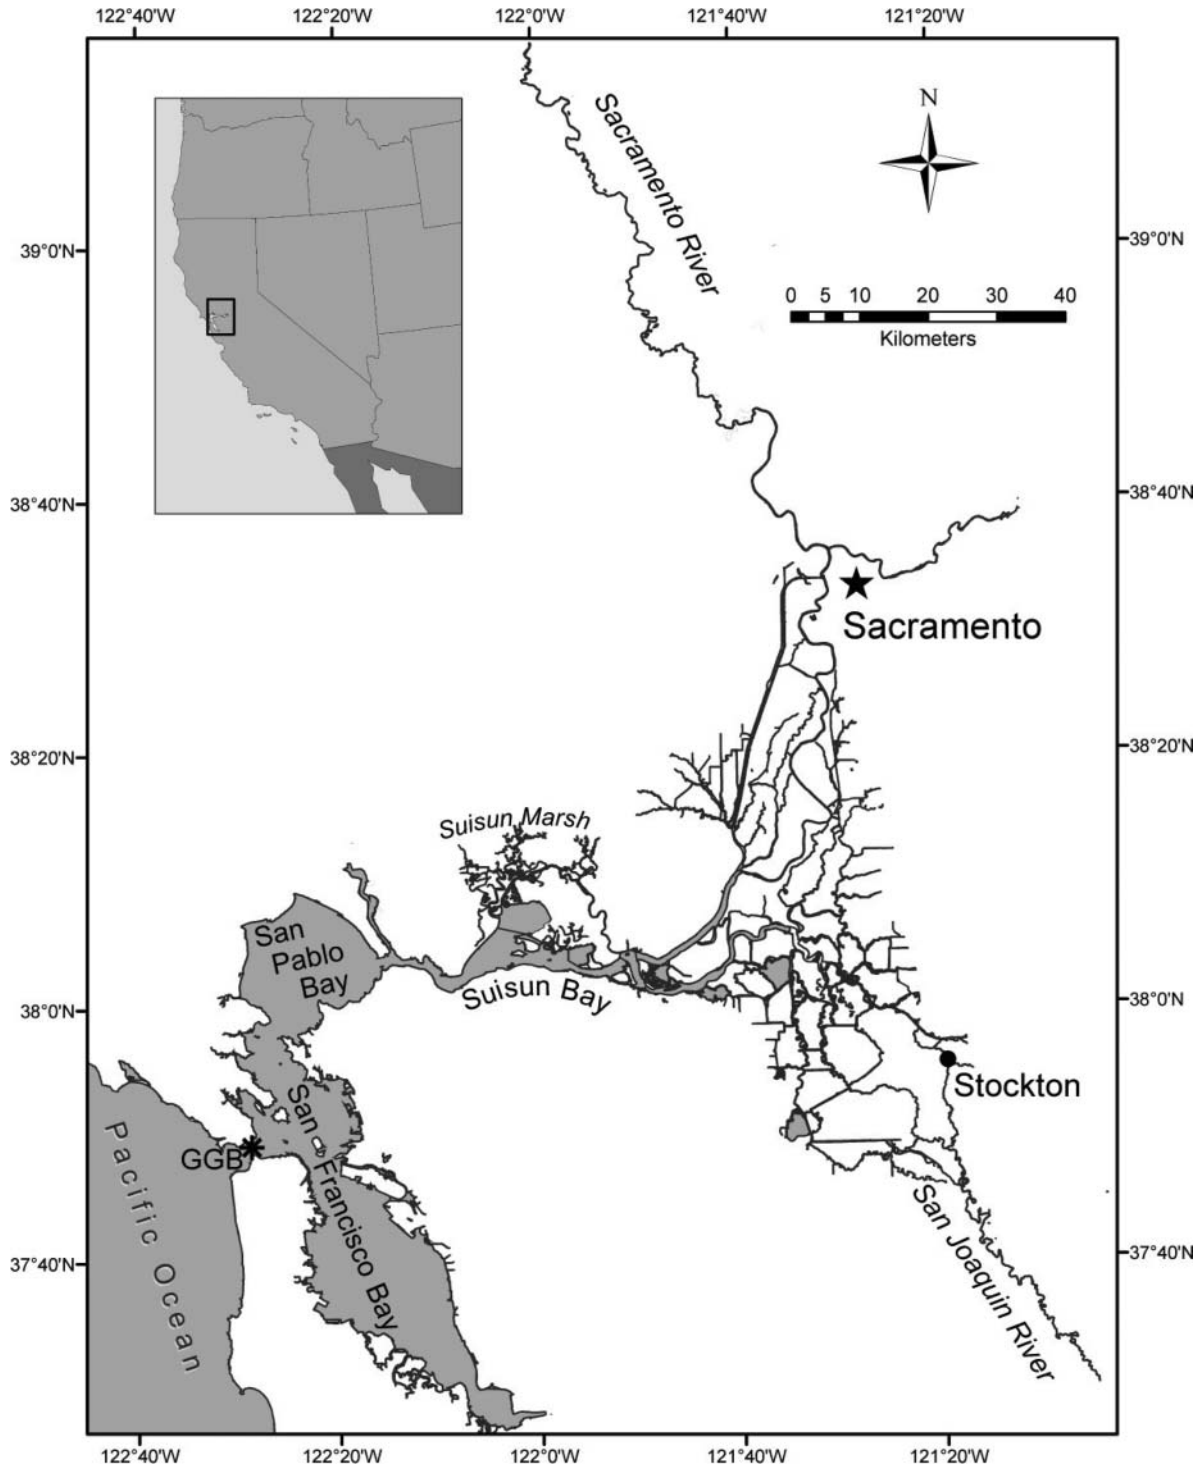 122°40'W 122°20'W 122°0'W 121°40'W 121°20'W
N
Sacramento River
39°0'N
39°0'N
0 5 10 20 30 40
Kilometers
38°40'N
38°40'N
Sacramento
38°20'N
38°20'N
Suisun Marsh
San
Pablo
Bay
Suisun Bay
38°0'N
38°0'N
Stockton
San Francisco Bay
GGB
Pacific Ocean
San Joaquin River
37°40'N
37°40'N
122°40'W 122°20'W 122°0'W 121°40'W 121°20'W